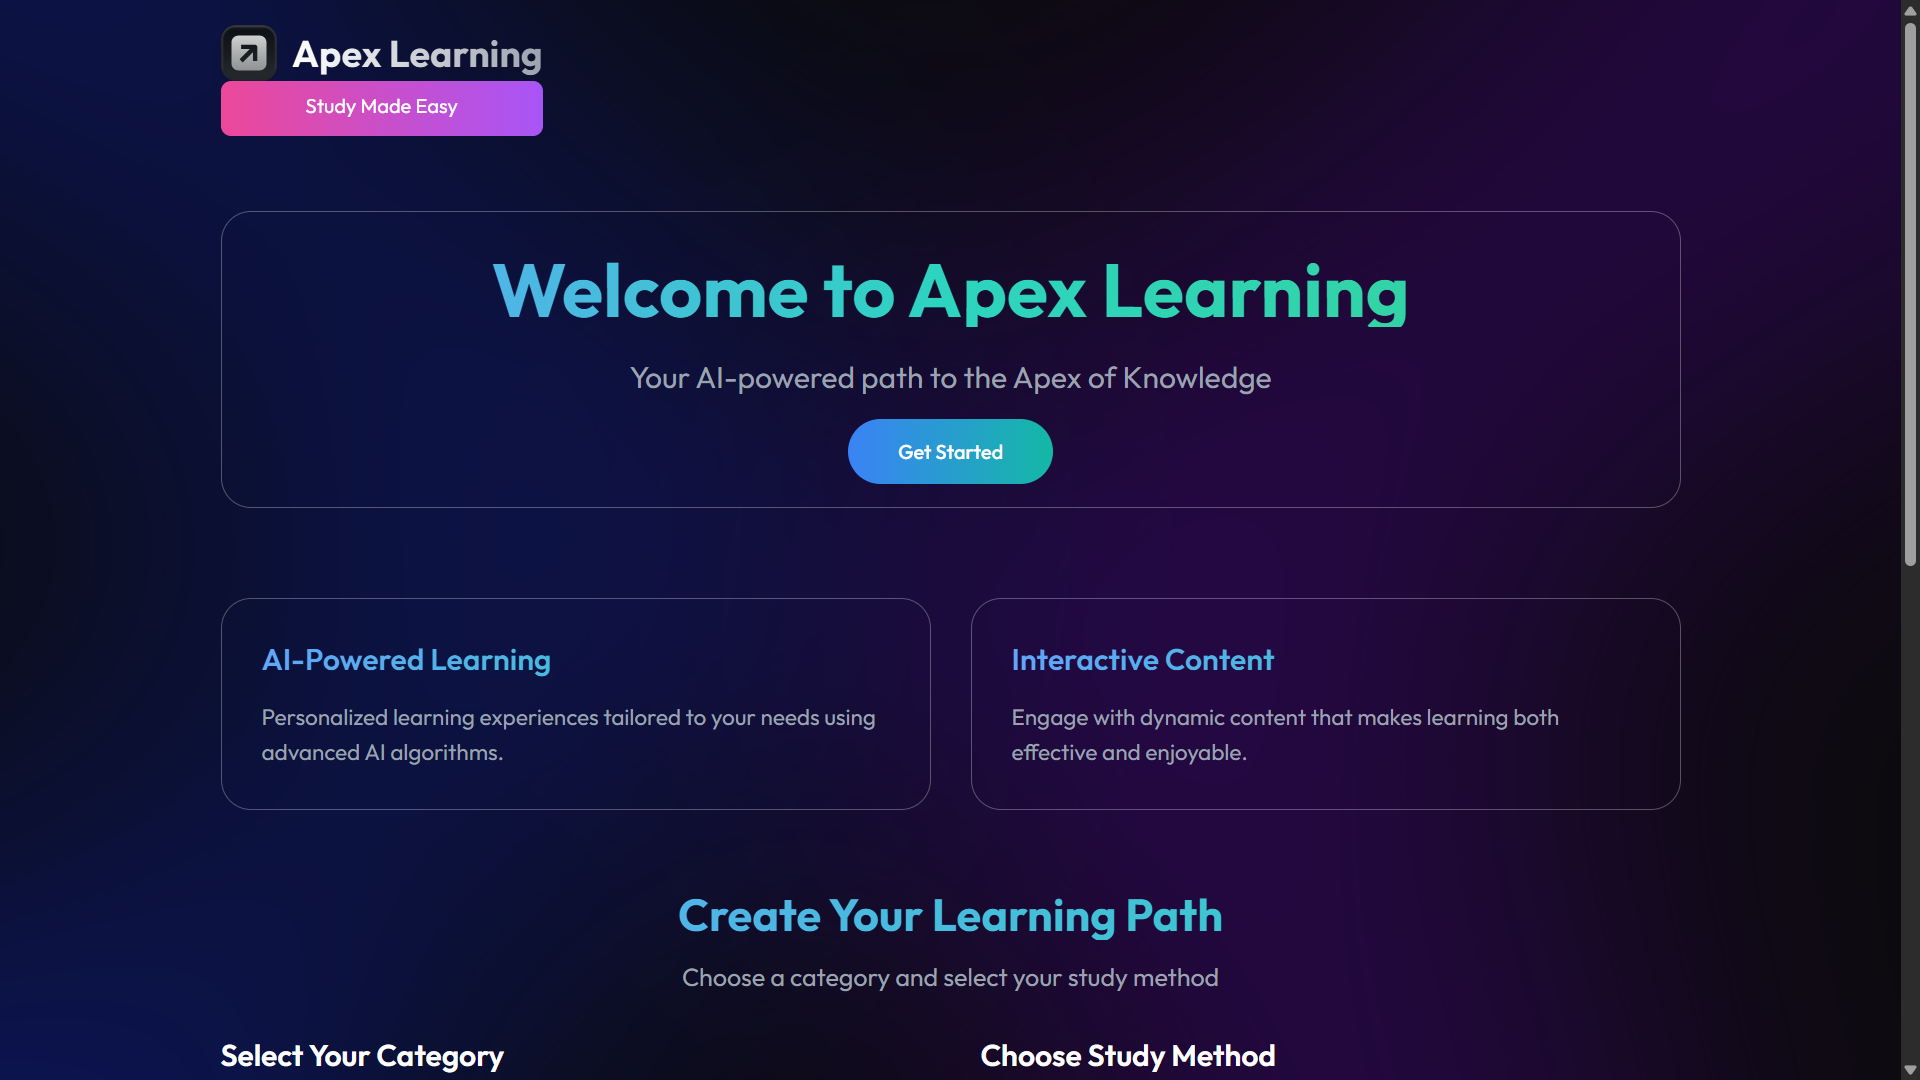 Apex Learning
Study Made Easy
Welcome to Apex Learning
Your AI-powered path to the Apex of Knowledge
Get Started
AI-Powered Learning
Personalized learning experiences tailored to your needs using
advanced AI algorithms.
Interactive Content
Engage with dynamic content that makes learning both
effective and enjoyable.
Create Your Learning Path
Choose a category and select your study method
Select Your Category
Choose Study Method